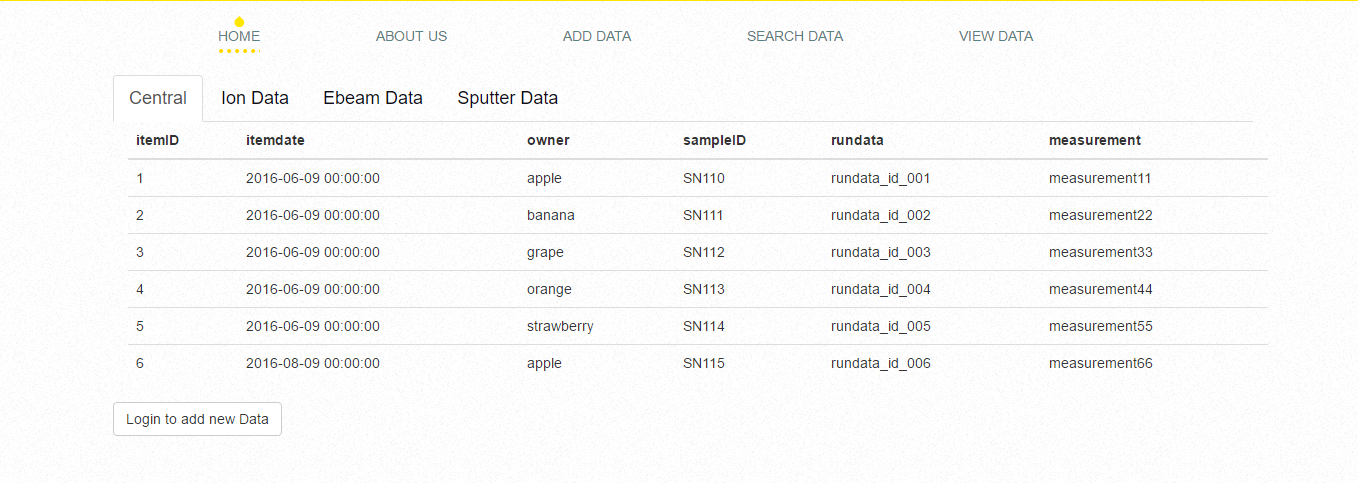 HOME ABOUT US ADD DATA SEARCH DATA VIEW DATA
Central Ion Data Ebeam Data Sputter Data
itemID itemdate owner sampleID rundata measurement
1 2016-06-09 00:00:00 apple SN110 rundata_id_001 measurement11
2 2016-06-09 00:00:00 banana SN111 rundata_id_002 measurement22
3 2016-06-09 00:00:00 grape SN112 rundata_id_003 measurement33
4 2016-06-09 00:00:00 orange SN113 rundata_id_004 measurement44
5 2016-06-09 00:00:00 strawberry SN114 rundata_id_005 measurement55
6 2016-08-09 00:00:00 apple SN115 rundata_id_006 measurement66
Login to add new Data